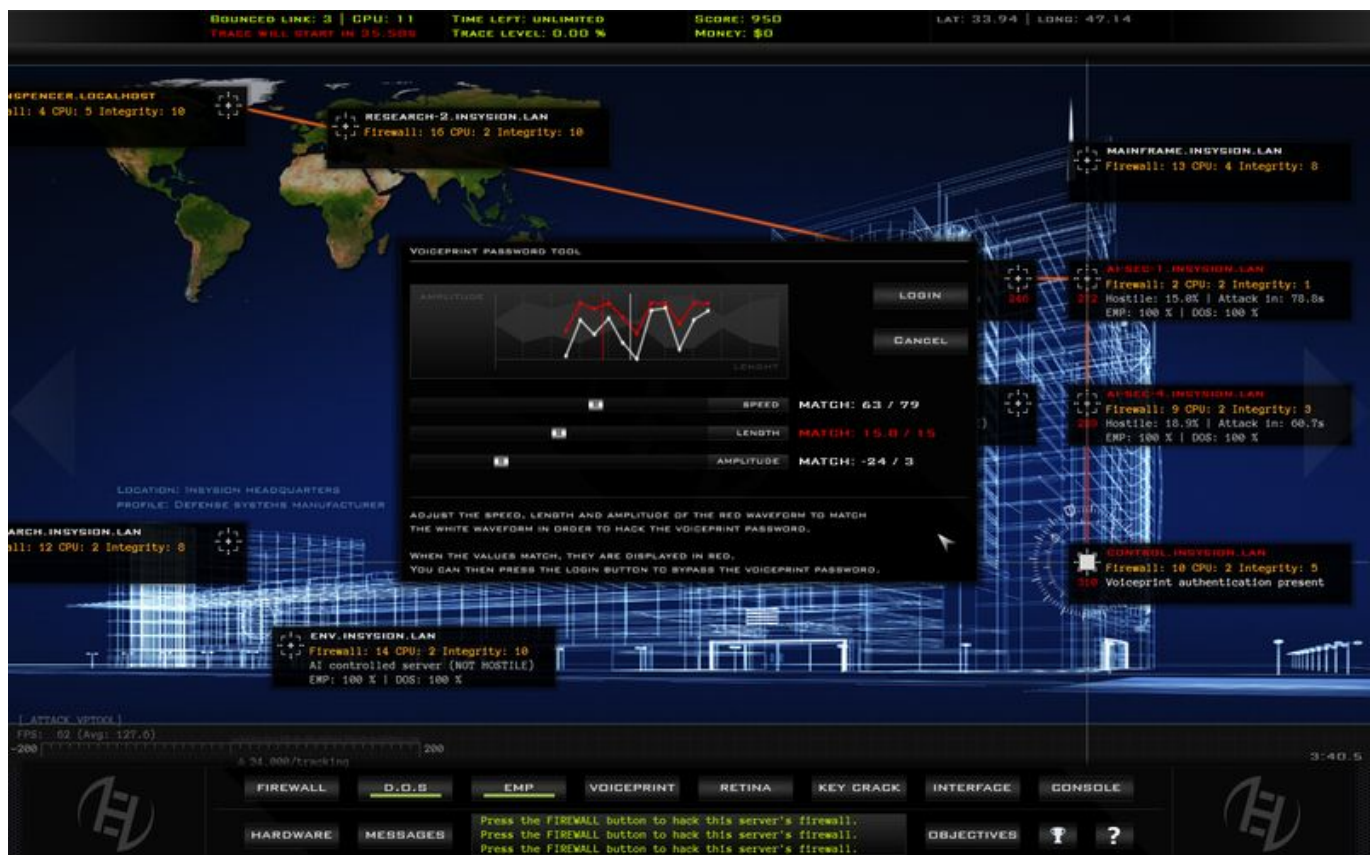 BOUNCED LINK: 3 | CPU: 11
TRACE WILL START IN 35.50S
TIME LEFT: UNLIMITED
TRACE LEVEL: 0.00 %
SCORE: 950
MONEY: $0
LAT: 33.94 | LONG: 47.14
NSPENCER.LOCALHOST
all: 4 CPU: 5 Integrity: 10
RESEARCH-2.INSYSION.LAN
Firewall: 16 CPU: 2 Integrity: 10
MAINFRAME.INSYSION.LAN
Firewall: 13 CPU: 4 Integrity: 8
VOICEPRINT PASSWORD TOOL
AMPLITUDE
LENGHT
LOGIN
CANCEL
SPEED MATCH: 63 / 79
LENGTH MATCH: 15.0 / 15
AMPLITUDE MATCH: -24 / 3
ADJUST THE SPEED, LENGTH AND AMPLITUDE OF THE RED WAVEFORM TO MATCH
THE WHITE WAVEFORM IN ORDER TO HACK THE VOICEPRINT PASSWORD.
WHEN THE VALUES MATCH, THEY ARE DISPLAYED IN RED.
YOU CAN THEN PRESS THE LOGIN BUTTON TO BYPASS THE VOICEPRINT PASSWORD.
AI-SEC-1.INSYSION.LAN
Firewall: 2 CPU: 2 Integrity: 1
Hostile: 15.0% | Attack in: 78.8s
EMP: 100 % | DOS: 100 %
AI-SEC-4.INSYSION.LAN
Firewall: 9 CPU: 2 Integrity: 3
Hostile: 18.9% | Attack in: 60.7s
EMP: 100 % | DOS: 100 %
LOCATION: INSYSION HEADQUARTERS
PROFILE: DEFENSE SYSTEMS MANUFACTURER
ARCH.INSYSION.LAN
all: 12 CPU: 2 Integrity: 8
CONTROL.INSYSION.LAN
Firewall: 10 CPU: 2 Integrity: 5
310 Voiceprint authentication present
ENV.INSYSION.LAN
Firewall: 14 CPU: 2 Integrity: 10
AI controlled server (NOT HOSTILE)
EMP: 100 % | DOS: 100 %
[_ATTACK_VPTOOL]
FPS: 62 (Avg: 127.6)
-200 200
3:40.5
FIREWALL D.O.S EMP VOICEPRINT RETINA KEY CRACK INTERFACE CONSOLE
HARDWARE MESSAGES
Press the FIREWALL button to hack this server's firewall.
Press the FIREWALL button to hack this server's firewall.
Press the FIREWALL button to hack this server's firewall.
OBJECTIVES ?